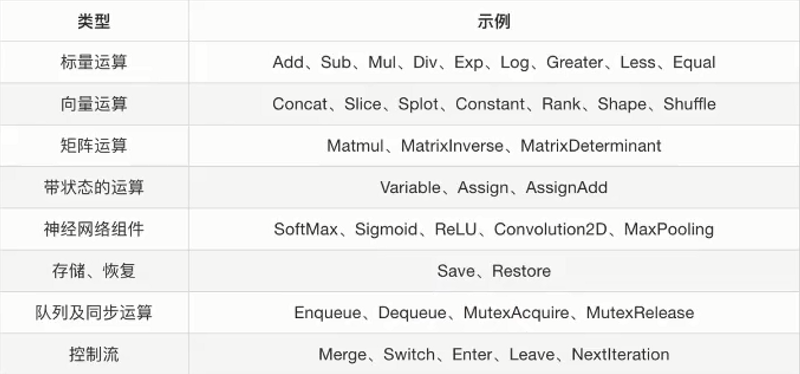 类型 示例
标量运算 Add、Sub、Mul、Div、Exp、Log、Greater、Less、Equal
向量运算 Concat、Slice、Splot、Constant、Rank、Shape、Shuffle
矩阵运算 Matmul、MatrixInverse、MatrixDeterminant
带状态的运算 Variable、Assign、AssignAdd
神经网络组件 SoftMax、Sigmoid、ReLU、Convolution2D、MaxPooling
存储、恢复 Save、Restore
队列及同步运算 Enqueue、Dequeue、MutexAcquire、MutexRelease
控制流 Merge、Switch、Enter、Leave、NextIteration